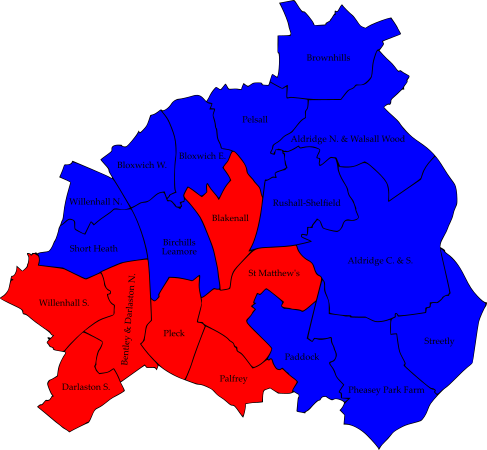 Brownhills
Pelsall
Aldridge N. & Walsall Wood
Bloxwich E.
Bloxwich W.
Willenhall N.
Rushall-Shelfield
Blakenall
Birchills
Leamore
Short Heath
Aldridge C. & S.
St Matthew's
Willenhall S.
Bentley & Darlaston N.
Pleck
Streetly
Paddock
Palfrey
Darlaston S.
Pheasey Park Farm